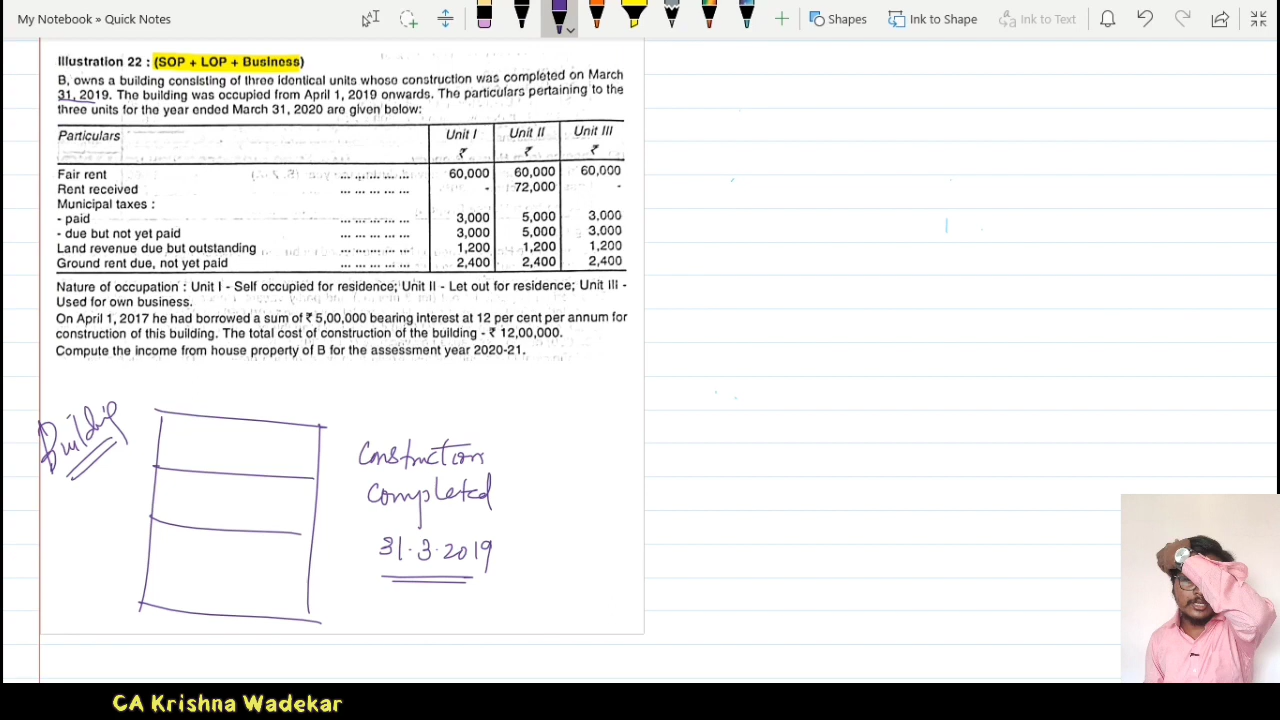 My Notebook » Quick Notes
Shapes
Ink to Shape
Ink to Text
Illustration 22 : (SOP + LOP + Business)
B, owns a building consisting of three identical units whose construction was completed on March
31, 2019. The building was occupied from April 1, 2019 onwards. The particulars pertaining to the
three units for the year ended March 31, 2020 are given below:
Particulars Unit I Unit II Unit III
₹ ₹ ₹
Fair rent ... ... ... ... ... 60,000 60,000 60,000
Rent received ... ... ... ... ... - 72,000 -
Municipal taxes :
- paid ... ... ... ... ... 3,000 5,000 3,000
- due but not yet paid ... ... ... ... ... 3,000 5,000 3,000
Land revenue due but outstanding ... ... ... ... ... 1,200 1,200 1,200
Ground rent due, not yet paid ... ... ... ... ... 2,400 2,400 2,400
Nature of occupation : Unit I - Self occupied for residence; Unit II - Let out for residence; Unit III -
Used for own business.
On April 1, 2017 he had borrowed a sum of ₹ 5,00,000 bearing interest at 12 per cent per annum for
construction of this building. The total cost of construction of the building - ₹ 12,00,000.
Compute the income from house property of B for the assessment year 2020-21.
Building
Construction
Completed
31.3.2019
CA Krishna Wadekar